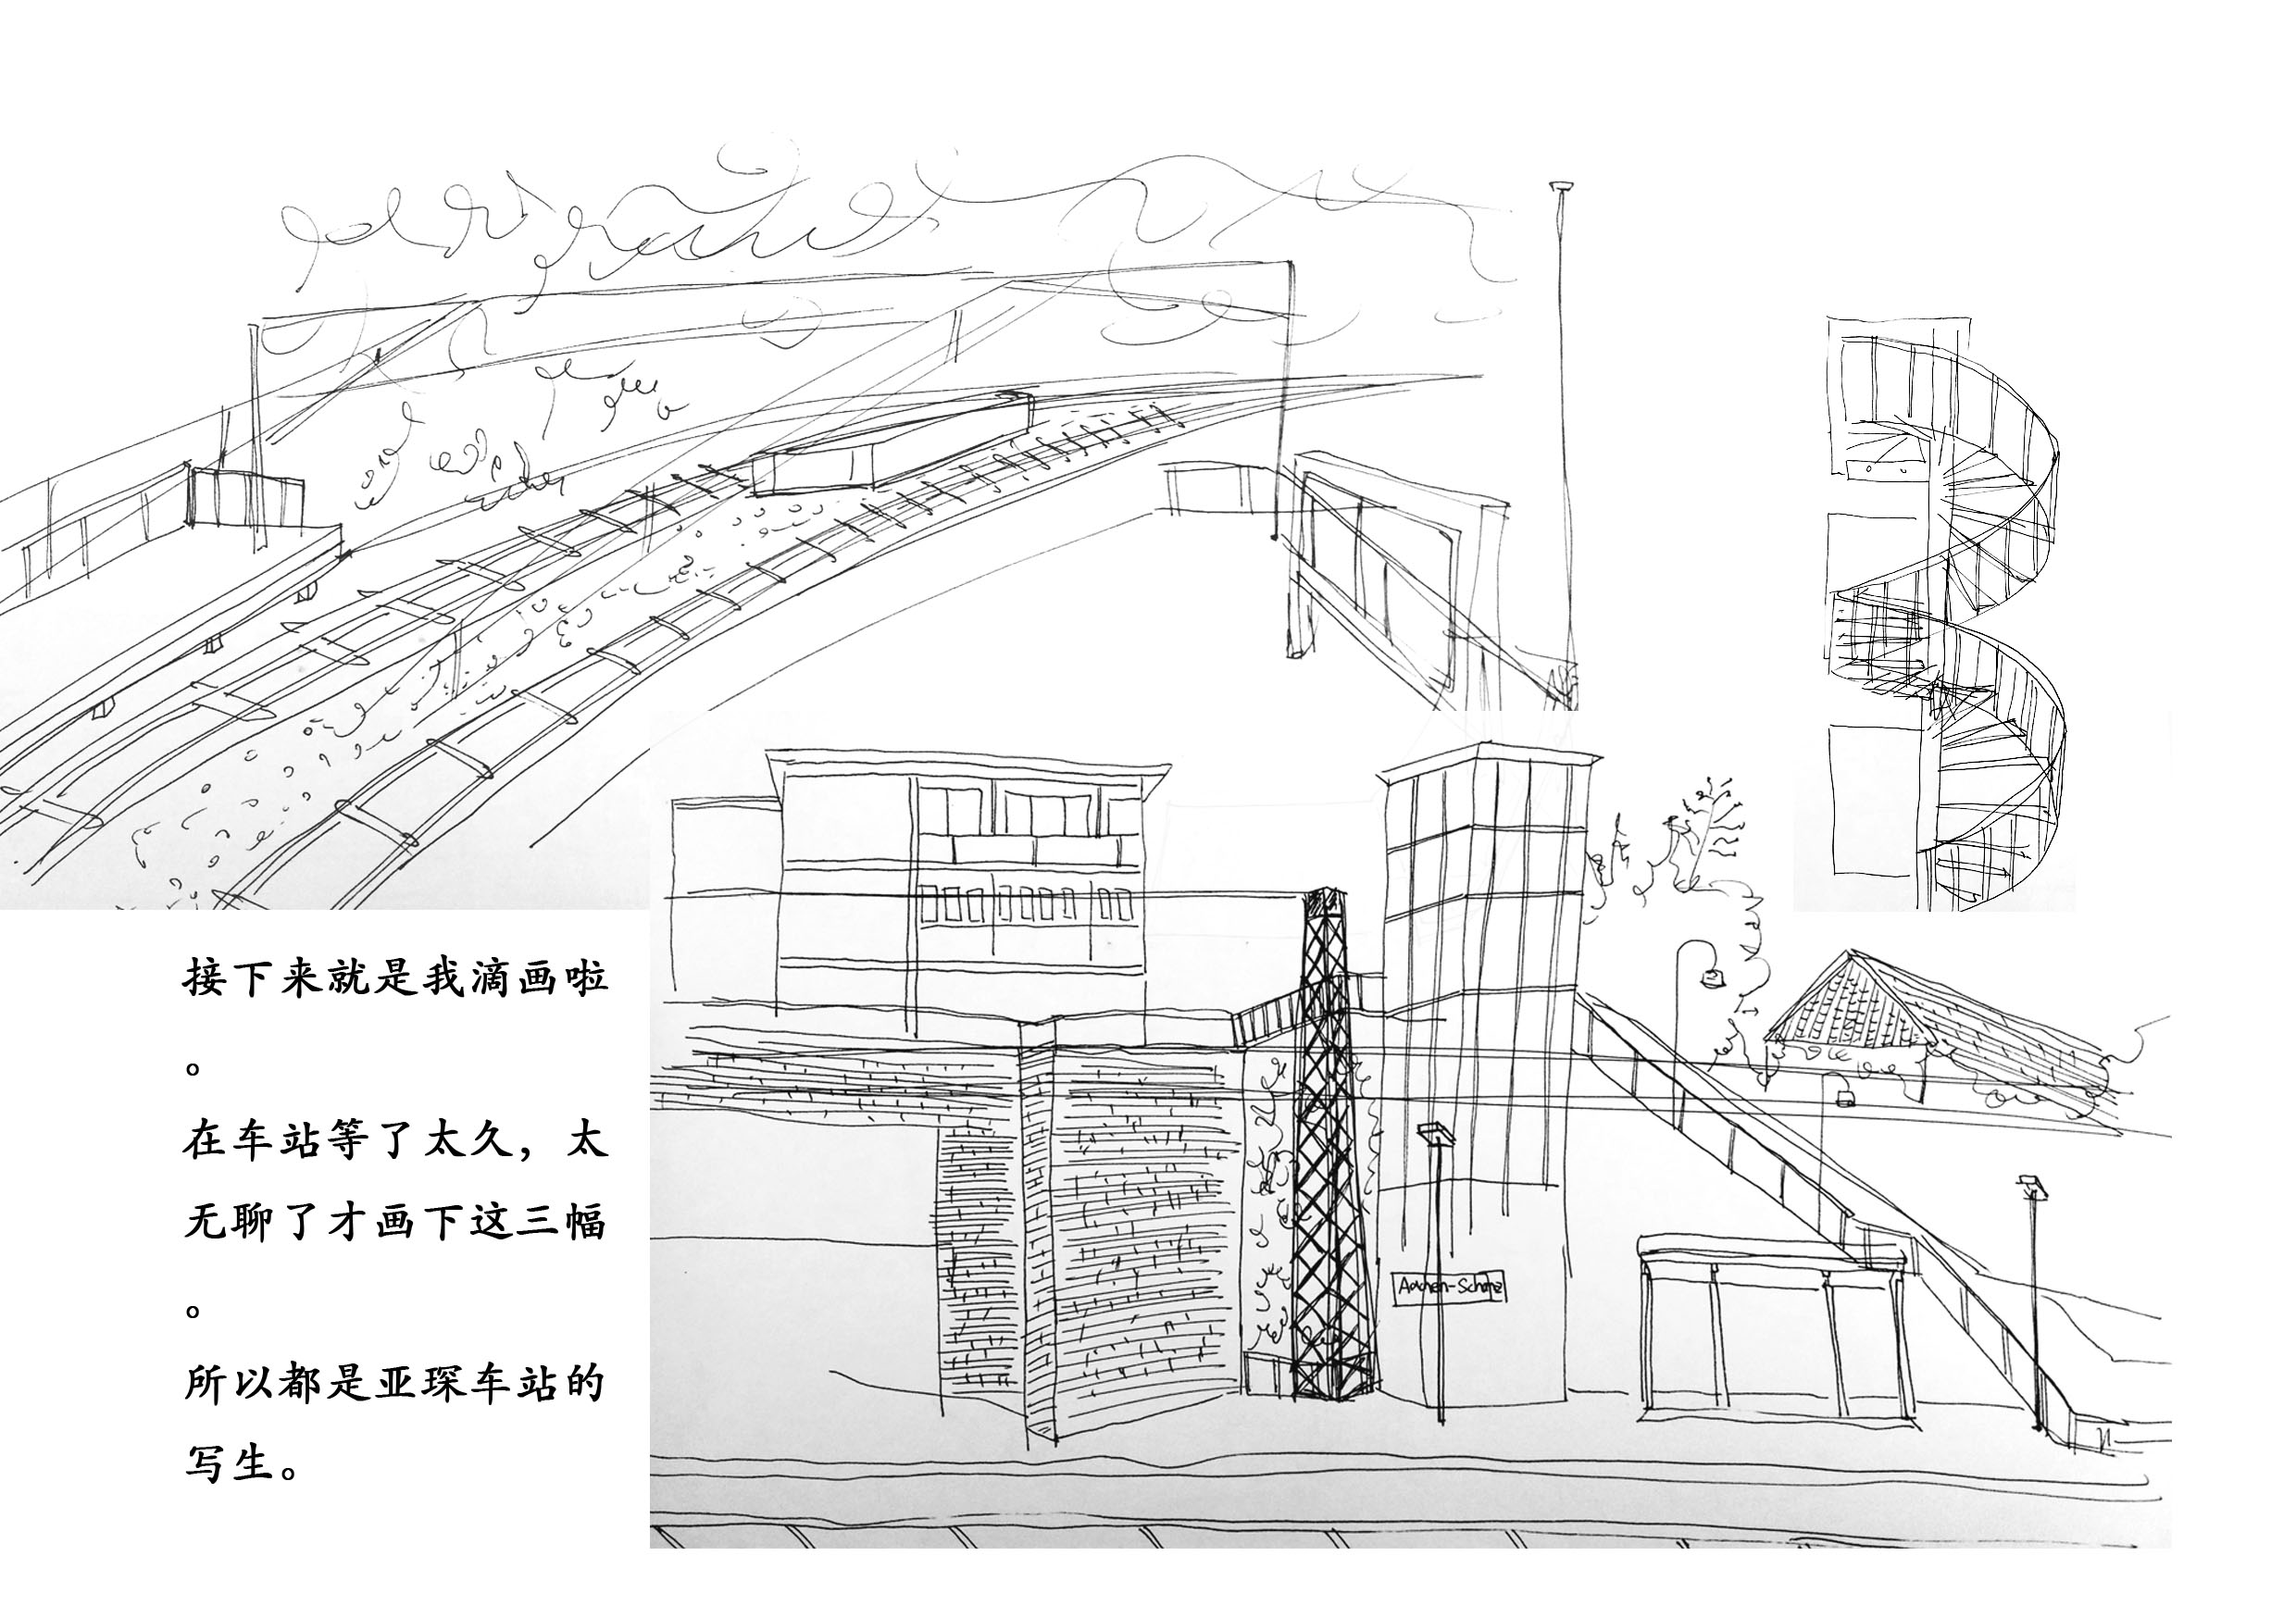 接下来就是我滴画啦
。
在车站等了太久，太
无聊了才画下这三幅
。
所以都是亚琛车站的
写生。
Aachen-Schanz